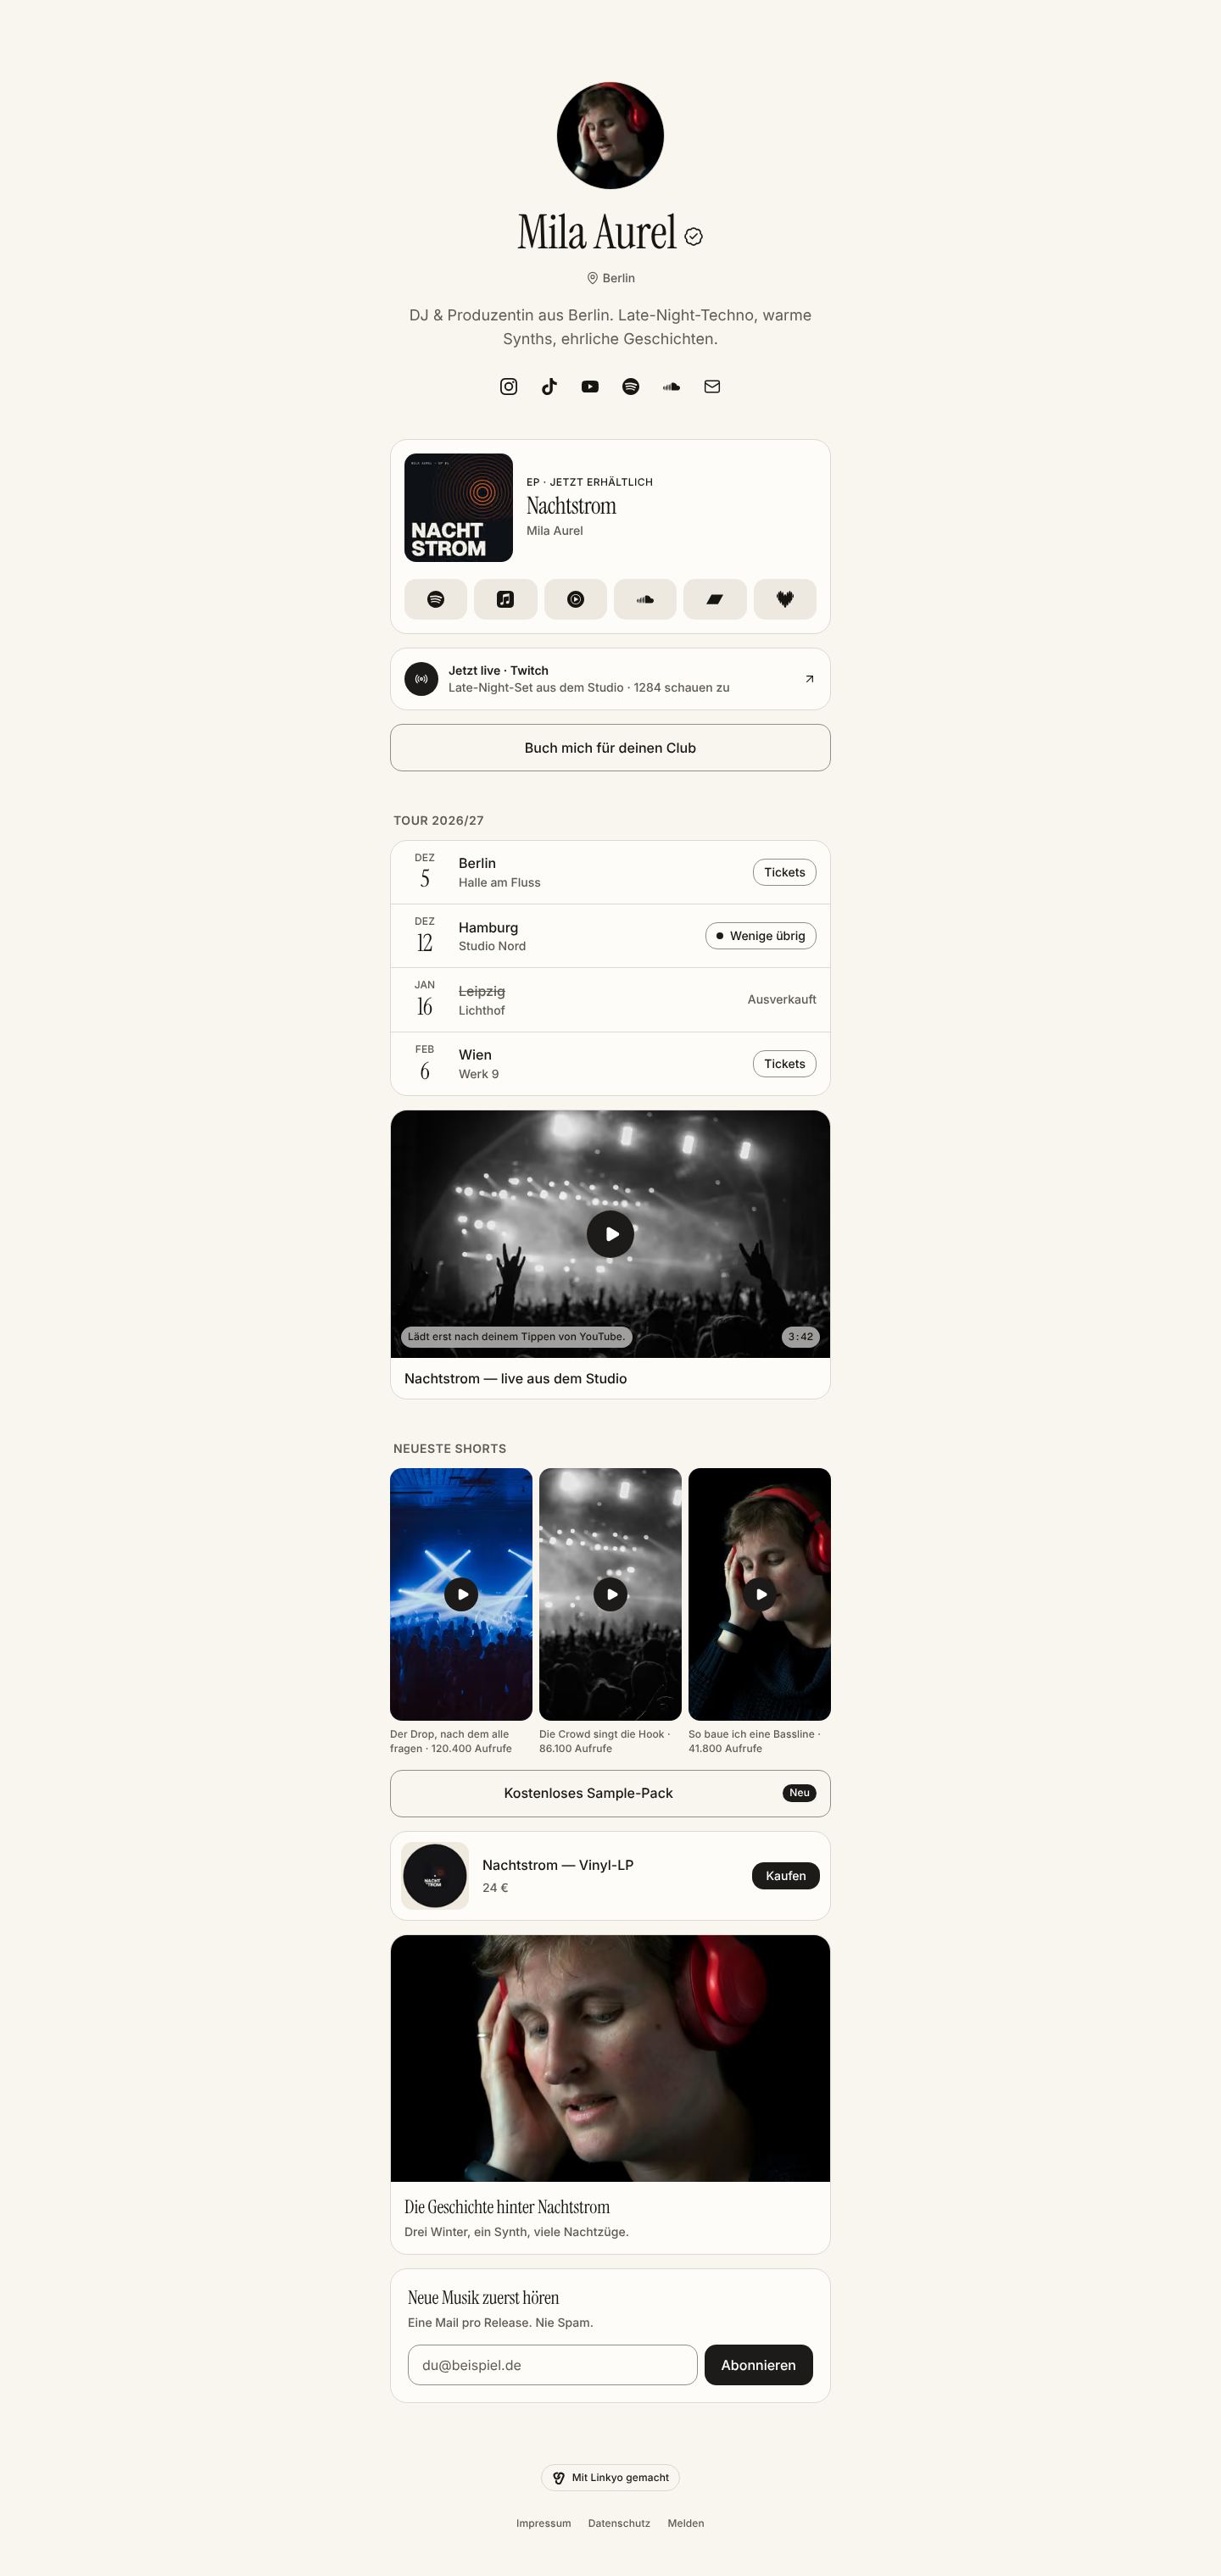 Mila Aurel
Berlin
DJ & Produzentin aus Berlin. Late-Night-Techno, warme
Synths, ehrliche Geschichten.
NACHT
STROM
EP · JETZT ERHÄLTLICH
Nachtstrom
Mila Aurel
Jetzt live · Twitch
Late-Night-Set aus dem Studio · 1284 schauen zu
Buch mich für deinen Club
TOUR 2026/27
DEZ
5
Berlin
Halle am Fluss
Tickets
DEZ
12
Hamburg
Studio Nord
Wenige übrig
JAN
16
Leipzig
Lichthof
Ausverkauft
FEB
6
Wien
Werk 9
Tickets
Lädt erst nach deinem Tippen von YouTube.
3:42
Nachtstrom — live aus dem Studio
NEUESTE SHORTS
Der Drop, nach dem alle
fragen · 120.400 Aufrufe
Die Crowd singt die Hook ·
86.100 Aufrufe
So baue ich eine Bassline ·
41.800 Aufrufe
Kostenloses Sample-Pack
Neu
NACHT
STROM
Nachtstrom — Vinyl-LP
24 €
Kaufen
Die Geschichte hinter Nachtstrom
Drei Winter, ein Synth, viele Nachtzüge.
Neue Musik zuerst hören
Eine Mail pro Release. Nie Spam.
du@beispiel.de
Abonnieren
Mit Linkyo gemacht
Impressum
Datenschutz
Melden